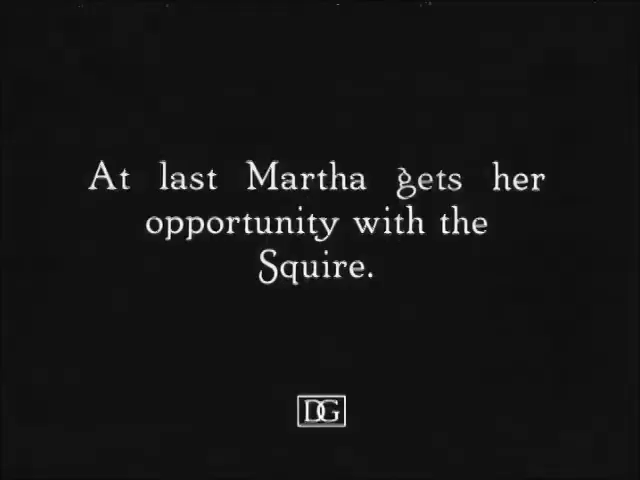 At last Martha gets her
opportunity with the
Squire.
DG